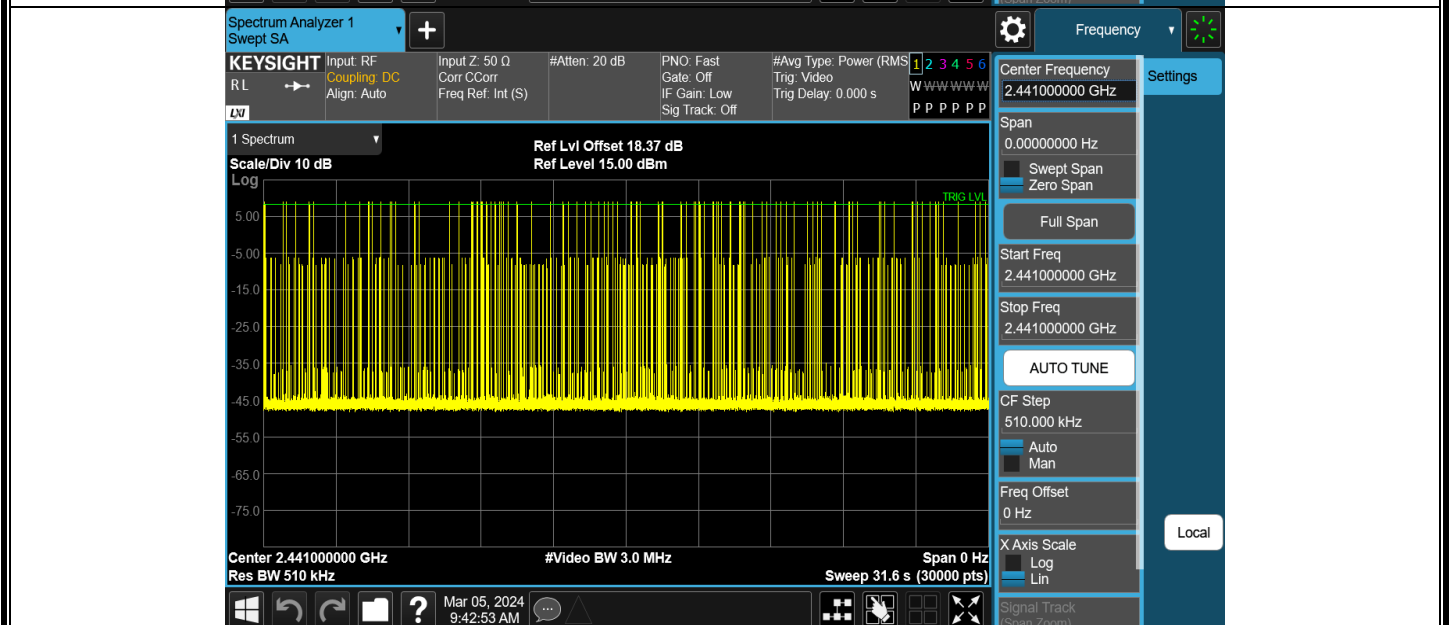 Spectrum Analyzer 1
Swept SA
+
Frequency
KEYSIGHT
R L
LXI
Input: RF
Coupling: DC
Align: Auto
Input Z: 50 Ω
Corr CCorr
Freq Ref: Int (S)
#Atten: 20 dB
PNO: Fast
Gate: Off
IF Gain: Low
Sig Track: Off
#Avg Type: Power (RMS
Trig: Video
Trig Delay: 0.000 s
1 2 3 4 5 6
W W W W W W
P P P P P P
1 Spectrum
Scale/Div 10 dB
Log
Ref Lvl Offset 18.37 dB
Ref Level 15.00 dBm
TRIG LVL
5.00
-5.00
-15.0
-25.0
-35.0
-45.0
-55.0
-65.0
-75.0
Center 2.441000000 GHz
Res BW 510 kHz
#Video BW 3.0 MHz
Span 0 Hz
Sweep 31.6 s (30000 pts)
?
Mar 05, 2024
9:42:53 AM
Center Frequency
2.441000000 GHz
Span
0.00000000 Hz
Swept Span
Zero Span
Full Span
Start Freq
2.441000000 GHz
Stop Freq
2.441000000 GHz
AUTO TUNE
CF Step
510.000 kHz
Auto
Man
Freq Offset
0 Hz
X Axis Scale
Log
Lin
Signal Track
(Span Zoom)
Settings
Local